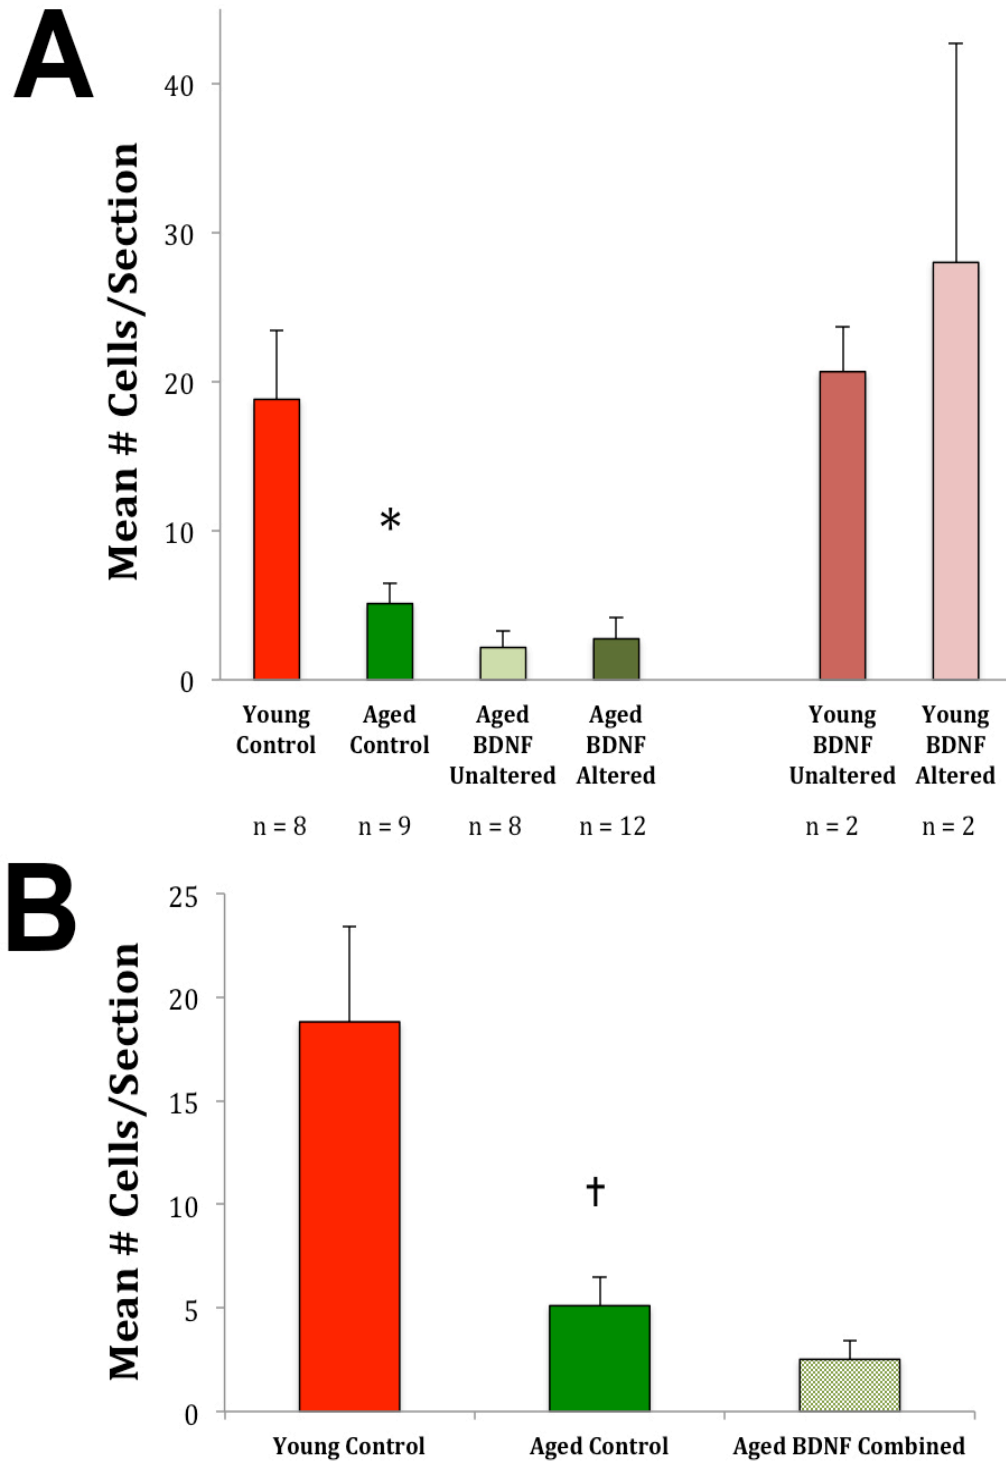 A
Mean # Cells/Section
40
30
20
10
0
*
Young Control
Aged Control
Aged BDNF Unaltered
Aged BDNF Altered
Young BDNF Unaltered
Young BDNF Altered
n = 8
n = 9
n = 8
n = 12
n = 2
n = 2
B
Mean # Cells/Section
25
20
15
10
5
0
†
Young Control
Aged Control
Aged BDNF Combined